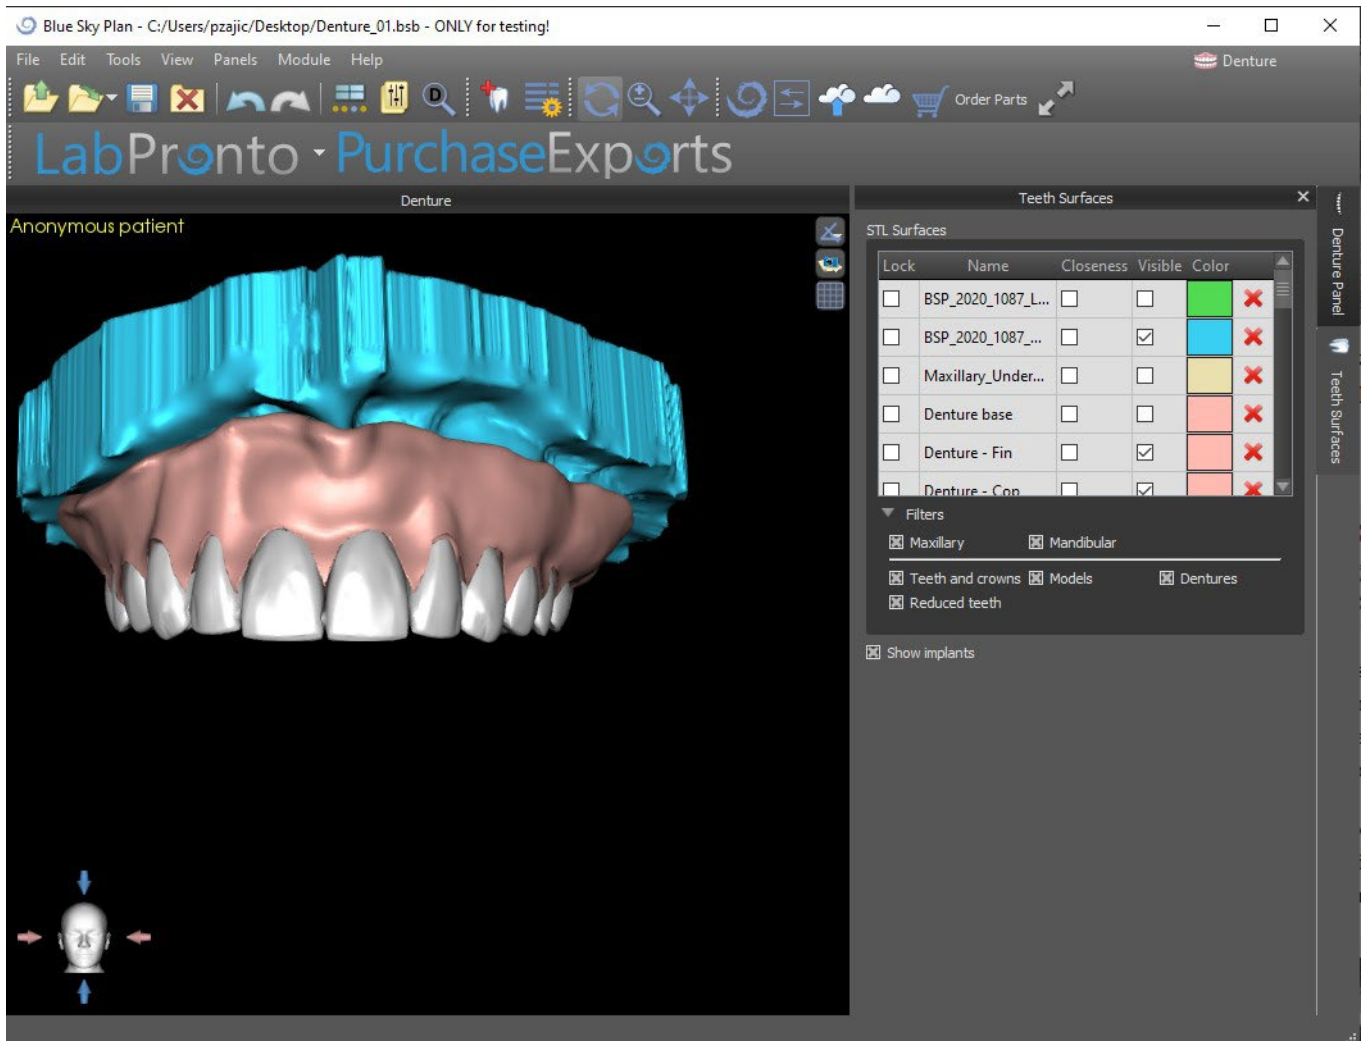 Blue Sky Plan - C:/Users/pzajic/Desktop/Denture_01.bsb - ONLY for testing!
File Edit Tools View Panels Module Help
Denture
D
Order Parts
LabPronto - PurchaseExports
Denture
Teeth Surfaces
Anonymous patient
STL Surfaces
Lock Name Closeness Visible Color
BSP_2020_1087_L...
BSP_2020_1087_...
Maxillary_Under...
Denture base
Denture - Fin
Denture - Cop
Filters
Maxillary Mandibular
Teeth and crowns Models Dentures
Reduced teeth
Show implants
Denture Panel
Teeth Surfaces